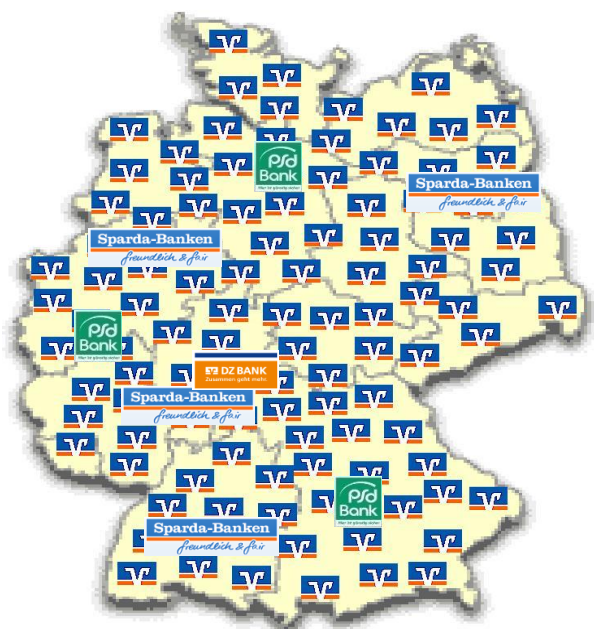 PSD
Bank
Sparda-Banken
freundlich & fair
Sparda-Banken
freundlich & fair
PSD
Bank
DZ BANK
Zusammen geht mehr.
Sparda-Banken
freundlich & fair
PSD
Bank
Sparda-Banken
freundlich & fair